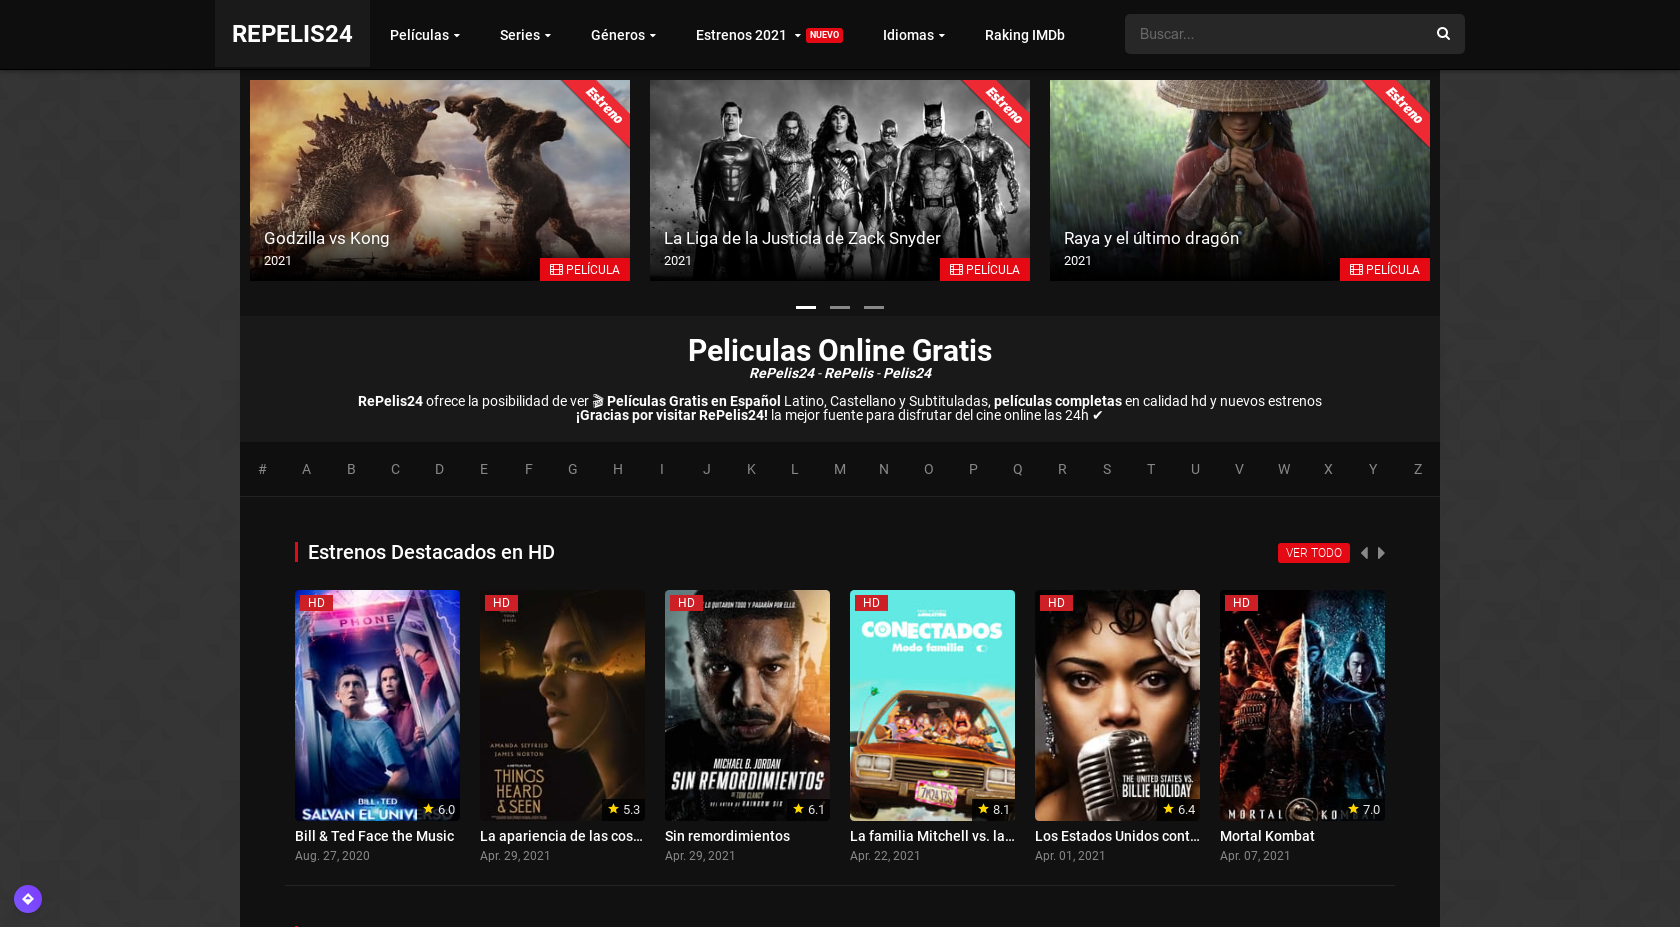 REPELIS24
Películas
Series
Géneros
Estrenos 2021
NUEVO
Idiomas
Raking IMDb
Buscar...
Estreno
Godzilla vs Kong
2021
PELÍCULA
Estreno
La Liga de la Justicia de Zack Snyder
2021
PELÍCULA
Estreno
Raya y el último dragón
2021
PELÍCULA
Peliculas Online Gratis
RePelis24 - RePelis - Pelis24
RePelis24 ofrece la posibilidad de ver 🎬 Películas Gratis en Español Latino, Castellano y Subtituladas, películas completas en calidad hd y nuevos estrenos
¡Gracias por visitar RePelis24! la mejor fuente para disfrutar del cine online las 24h ✔
# A B C D E F G H I J K L M N O P Q R S T U V W X Y Z
Estrenos Destacados en HD
VER TODO
HD
PHONE
BILL TED
SALVAN EL UNIVERSO
6.0
Bill & Ted Face the Music
Aug. 27, 2020
HD
AMANDA SEYFRIED
JAMES NORTON
THINGS
HEARD
& SEEN
5.3
La apariencia de las cos...
Apr. 29, 2021
HD
LO QUITARON TODO Y PAGARÁN POR ELLO.
MICHAEL B. JORDAN
SIN REMORDIMIENTOS
DE TOM CLANCY
DEL AUTOR DE RAINBOW SIX
6.1
Sin remordimientos
Apr. 29, 2021
HD
CONECTADOS
Modo familia
8.1
La familia Mitchell vs. la...
Apr. 22, 2021
HD
THE UNITED STATES VS.
BILLIE HOLIDAY
6.4
Los Estados Unidos cont...
Apr. 01, 2021
HD
MORTAL KOMBAT
7.0
Mortal Kombat
Apr. 07, 2021